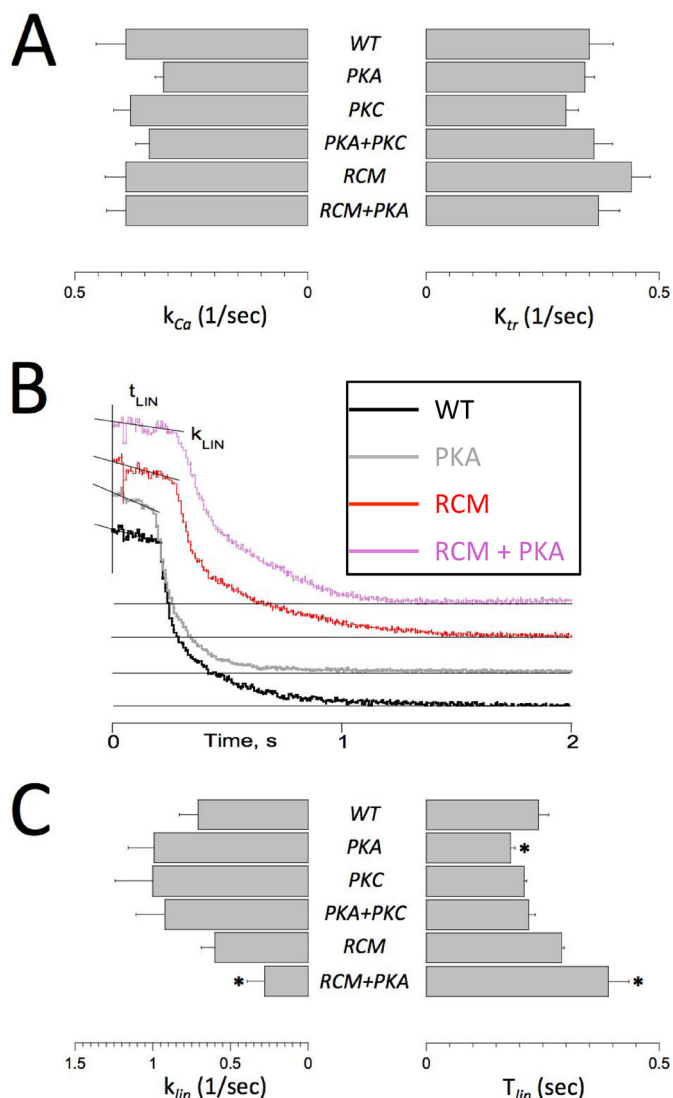 A
WT
PKA
PKC
PKA+PKC
RCM
RCM+PKA
0.5 0 0 0.5
kCa (1/sec) Ktr (1/sec)
B
tLIN
kLIN
WT
PKA
RCM
RCM + PKA
0 Time, s 1 2
C
WT
PKA *
PKC
PKA+PKC
RCM
* RCM+PKA *
1.5 1 0.5 0 0 0.5
klin (1/sec) Tlin (sec)